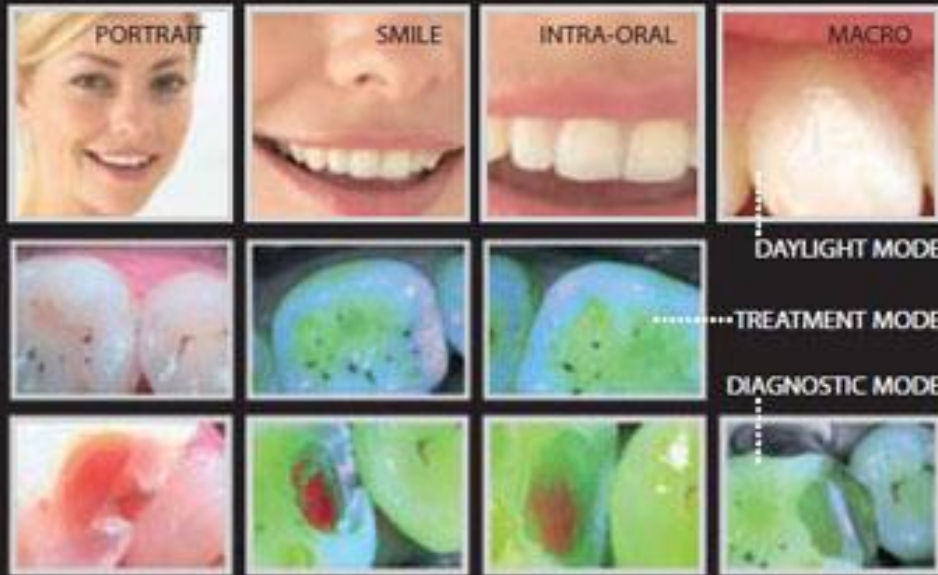 PORTRAIT
SMILE
INTRA-ORAL
MACRO
DAYLIGHT MODE
TREATMENT MODE
DIAGNOSTIC MODE